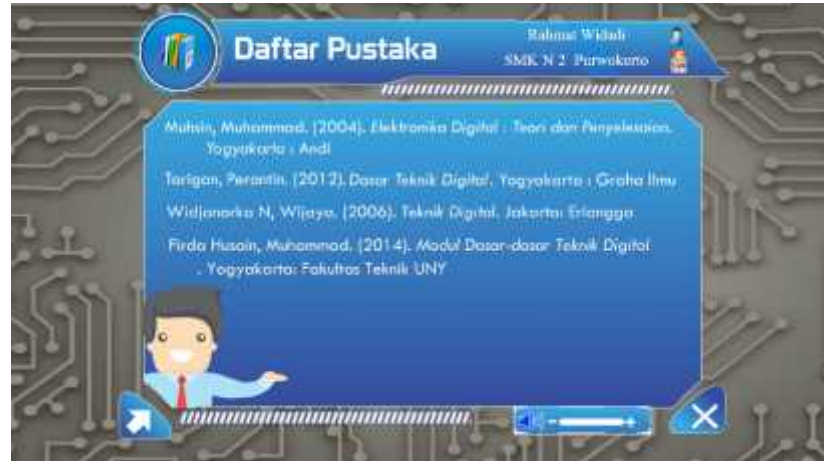 Daftar Pustaka
Rahmat Widadi
SMK N 2 Purwokerto
Muhsin, Muhammad. (2004). Elektronika Digital : Teori dan Penyelesaian.
Yogyakarta : Andi
Tarigan, Perantin. (2012). Dasar Teknik Digital. Yogyakarta : Graha Ilmu
Widjanarka N, Wijaya. (2006). Teknik Digital. Jakarta: Erlangga
Firda Husain, Muhammad. (2014). Modul Dasar-dasar Teknik Digital
. Yogyakarta: Fakultas Teknik UNY